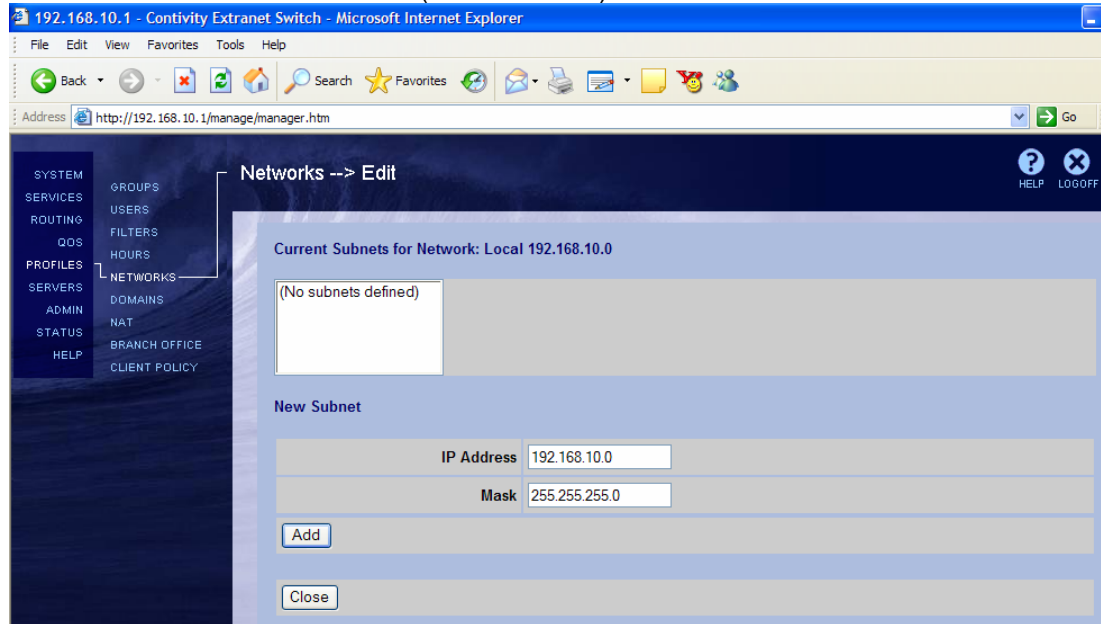 192.168.10.1 - Contivity Extranet Switch - Microsoft Internet Explorer
File Edit View Favorites Tools Help
Back Search Favorites
Address http://192.168.10.1/manage/manager.htm Go
Networks --> Edit
HELP LOGOFF
SYSTEM
SERVICES
ROUTING
QOS
PROFILES
SERVERS
ADMIN
STATUS
HELP
GROUPS
USERS
FILTERS
HOURS
NETWORKS
DOMAINS
NAT
BRANCH OFFICE
CLIENT POLICY
Current Subnets for Network: Local 192.168.10.0
(No subnets defined)
New Subnet
IP Address 192.168.10.0
Mask 255.255.255.0
Add
Close